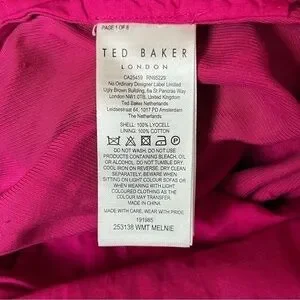 PAGE 1 OF 8
TED BAKER
LONDON
CA25459 RN95229
No Ordinary Designer Label Limited
Ugly Brown Building, 6a St Pancras Way
London NW1 0TB, United Kingdom
Ted Baker Netherlands
Leidsestraat 64, 1017 PD Amsterdam
The Netherlands
SHELL: 100% LYOCELL
LINING: 100% COTTON
DO NOT WASH. DO NOT USE
PRODUCTS CONTAINING BLEACH, OIL
OR ALCOHOL. DO NOT TUMBLE DRY.
COOL IRON ON REVERSE. DRY CLEAN
SEPARATELY. BEWARE WHEN
SITTING ON LIGHT COLOUR SOFAS OR
WHEN WEARING WITH LIGHT
COLOURED CLOTHING AS THE
COLOUR MAY TRANSFER.
MADE IN CHINA
MADE WITH CARE, WEAR WITH PRIDE
191985
253138 WMT MELNIE